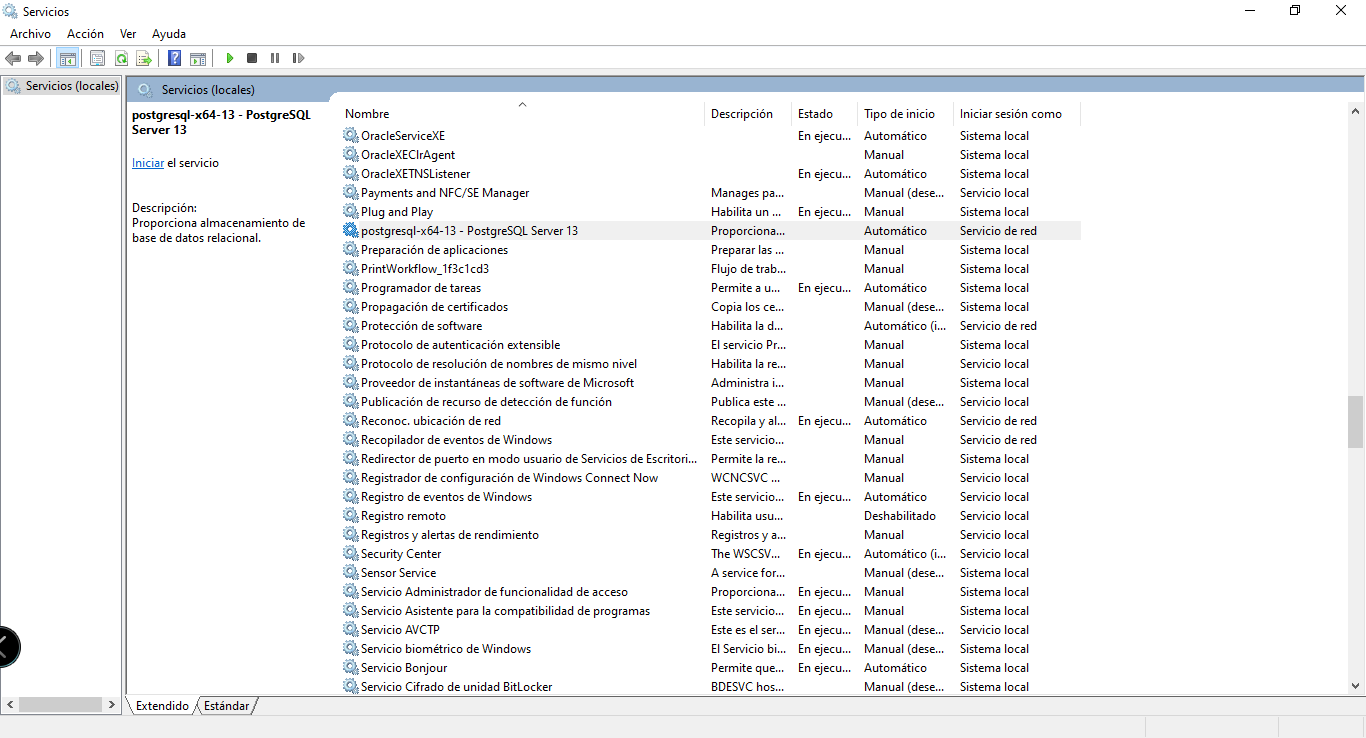 Servicios
Archivo Acción Ver Ayuda
Servicios (locales)
Servicios (locales)
postgresql-x64-13 - PostgreSQL
Server 13
Iniciar el servicio
Descripción:
Proporciona almacenamiento de
base de datos relacional.
Nombre Descripción Estado Tipo de inicio Iniciar sesión como
OracleServiceXE En ejecu... Automático Sistema local
OracleXEClrAgent Manual Sistema local
OracleXETNSListener En ejecu... Automático Sistema local
Payments and NFC/SE Manager Manages pa... Manual (dese... Servicio local
Plug and Play Habilita un ... En ejecu... Manual Sistema local
postgresql-x64-13 - PostgreSQL Server 13 Proporciona... Automático Servicio de red
Preparación de aplicaciones Preparar las ... Manual Sistema local
PrintWorkflow_1f3c1cd3 Flujo de trab... Manual Sistema local
Programador de tareas Permite a u... En ejecu... Automático Sistema local
Propagación de certificados Copia los ce... Manual (dese... Sistema local
Protección de software Habilita la d... Automático (i... Servicio de red
Protocolo de autenticación extensible El servicio Pr... Manual Sistema local
Protocolo de resolución de nombres de mismo nivel Habilita la re... Manual Servicio local
Proveedor de instantáneas de software de Microsoft Administra i... Manual Sistema local
Publicación de recurso de detección de función Publica este ... Manual (dese... Servicio local
Reconoc. ubicación de red Recopila y al... En ejecu... Automático Servicio de red
Recopilador de eventos de Windows Este servicio... Manual Servicio de red
Redirector de puerto en modo usuario de Servicios de Escritori... Permite la re... Manual Sistema local
Registrador de configuración de Windows Connect Now WCNCSVC ... Manual Servicio local
Registro de eventos de Windows Este servicio... En ejecu... Automático Servicio local
Registro remoto Habilita usu... Deshabilitado Servicio local
Registros y alertas de rendimiento Registros y a... Manual Servicio local
Security Center The WSCSV... En ejecu... Automático (i... Servicio local
Sensor Service A service for... Manual (dese... Sistema local
Servicio Administrador de funcionalidad de acceso Proporciona... En ejecu... Manual Sistema local
Servicio Asistente para la compatibilidad de programas Este servicio... En ejecu... Manual Sistema local
Servicio AVCTP Este es el ser... En ejecu... Manual (dese... Servicio local
Servicio biométrico de Windows El Servicio bi... En ejecu... Manual (dese... Sistema local
Servicio Bonjour Permite que... En ejecu... Automático Sistema local
Servicio Cifrado de unidad BitLocker BDESVC hos... Manual (dese... Sistema local
Extendido Estándar